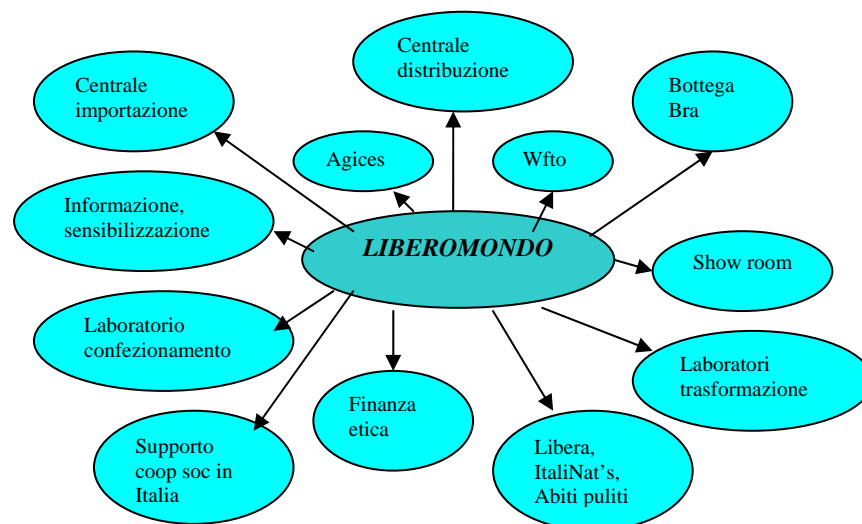 Centrale
distribuzione
Centrale
importazione
Bottega
Bra
Agices
Wfto
Informazione,
sensibilizzazione
LIBEROMONDO
Show room
Laboratorio
confezionamento
Laboratori
trasformazione
Finanza
etica
Supporto
coop soc in
Italia
Libera,
ItaliNat's,
Abiti puliti